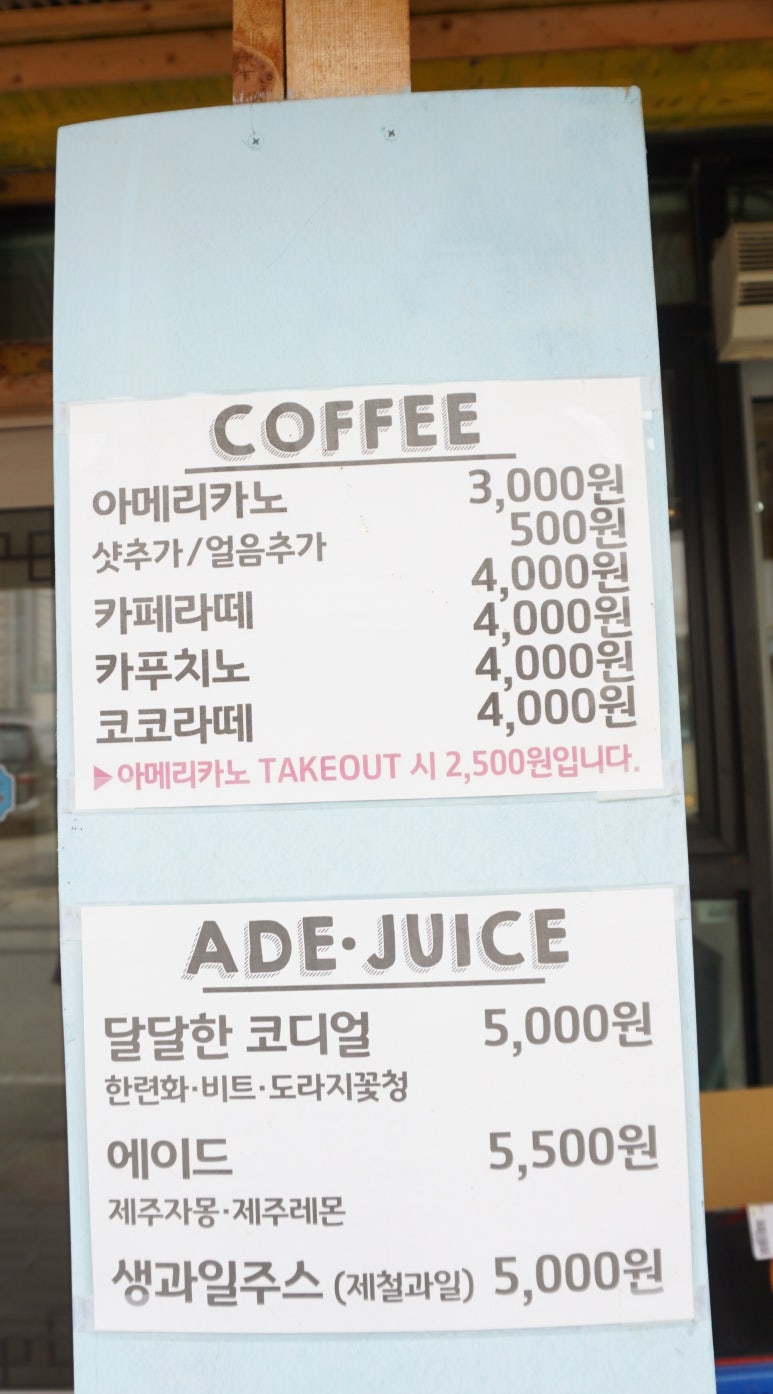 COFFEE
아메리카노 3,000원
샷추가/얼음추가 500원
카페라떼 4,000원
4,000원
카푸치노 4,000원
코코라떼 4,000원
▶아메리카노 TAKEOUT 시 2,500원입니다.
ADE·JUICE
달달한 코디얼 5,000원
한련화·비트·도라지꽃청
에이드 5,500원
제주자몽·제주레몬
생과일주스 (제철과일) 5,000원